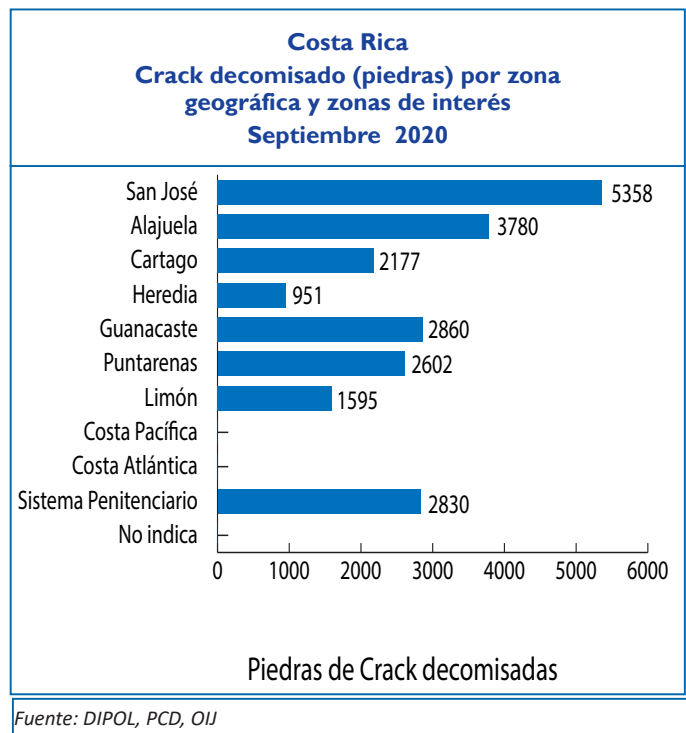 Costa Rica
Crack decomisado (piedras) por zona
geográfica y zonas de interés
Septiembre 2020
San José 5358
Alajuela 3780
Cartago 2177
Heredia 951
Guanacaste 2860
Puntarenas 2602
Limón 1595
Costa Pacífica
Costa Atlántica
Sistema Penitenciario 2830
No indica
0 1000 2000 3000 4000 5000 6000
Piedras de Crack decomisadas
Fuente: DIPOL, PCD, OIJ